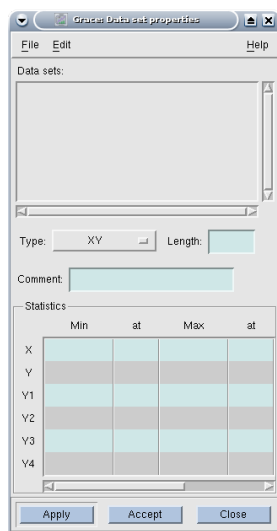 Grace: Data set properties
File Edit Help
Data sets:
Type: XY Length:
Comment:
Statistics
Min at Max at
X
Y
Y1
Y2
Y3
Y4
Apply Accept Close